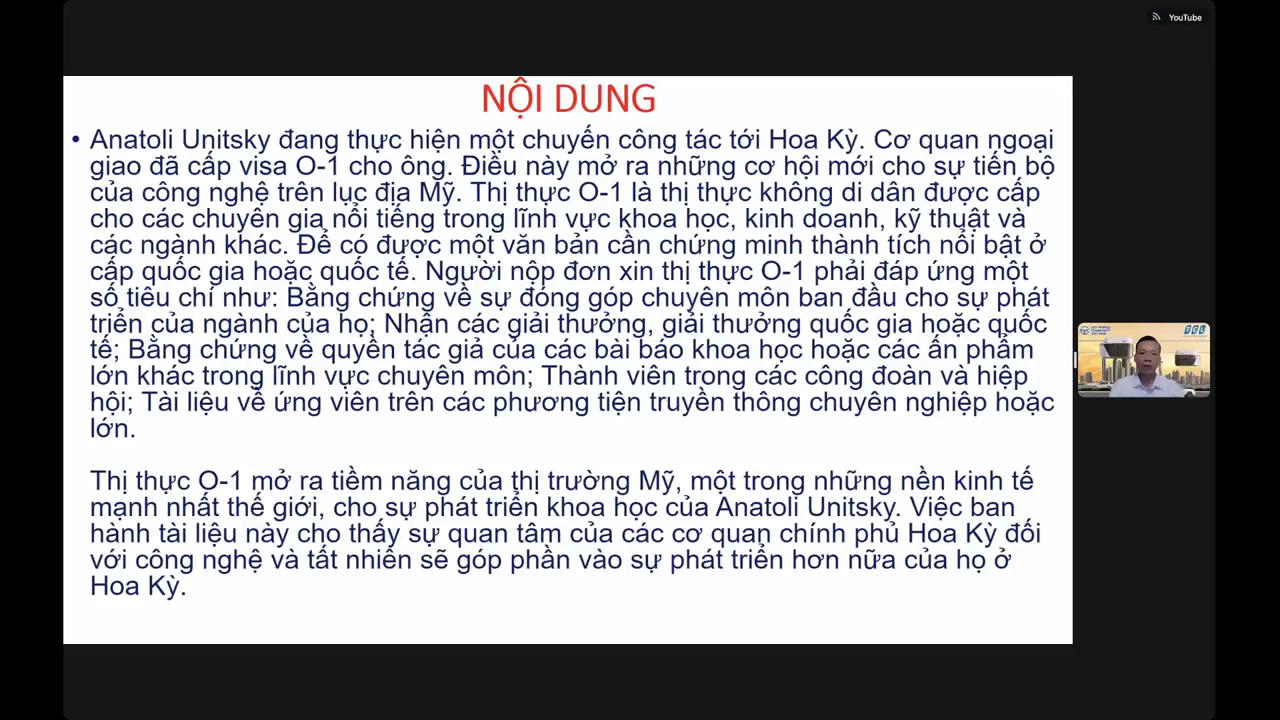 YouTube
NỘI DUNG
• Anatoli Unitsky đang thực hiện một chuyến công tác tới Hoa Kỳ. Cơ quan ngoại
giao đã cấp visa O-1 cho ông. Điều này mở ra những cơ hội mới cho sự tiến bộ
của công nghệ trên lục địa Mỹ. Thị thực O-1 là thị thực không di dân được cấp
cho các chuyên gia nổi tiếng trong lĩnh vực khoa học, kinh doanh, kỹ thuật và
các ngành khác. Để có được một văn bản cần chứng minh thành tích nổi bật ở
cấp quốc gia hoặc quốc tế. Người nộp đơn xin thị thực O-1 phải đáp ứng một
số tiêu chí như: Bằng chứng về sự đóng góp chuyên môn ban đầu cho sự phát
triển của ngành của họ; Nhận các giải thưởng, giải thưởng quốc gia hoặc quốc
tế; Bằng chứng về quyền tác giả của các bài báo khoa học hoặc các ấn phẩm
lớn khác trong lĩnh vực chuyên môn; Thành viên trong các công đoàn và hiệp
hội; Tài liệu về ứng viên trên các phương tiện truyền thông chuyên nghiệp hoặc
lớn.
Thị thực O-1 mở ra tiềm năng của thị trường Mỹ, một trong những nền kinh tế
mạnh nhất thế giới, cho sự phát triển khoa học của Anatoli Unitsky. Việc ban
hành tài liệu này cho thấy sự quan tâm của các cơ quan chính phủ Hoa Kỳ đối
với công nghệ và tất nhiên sẽ góp phần vào sự phát triển hơn nữa của họ ở
Hoa Kỳ.